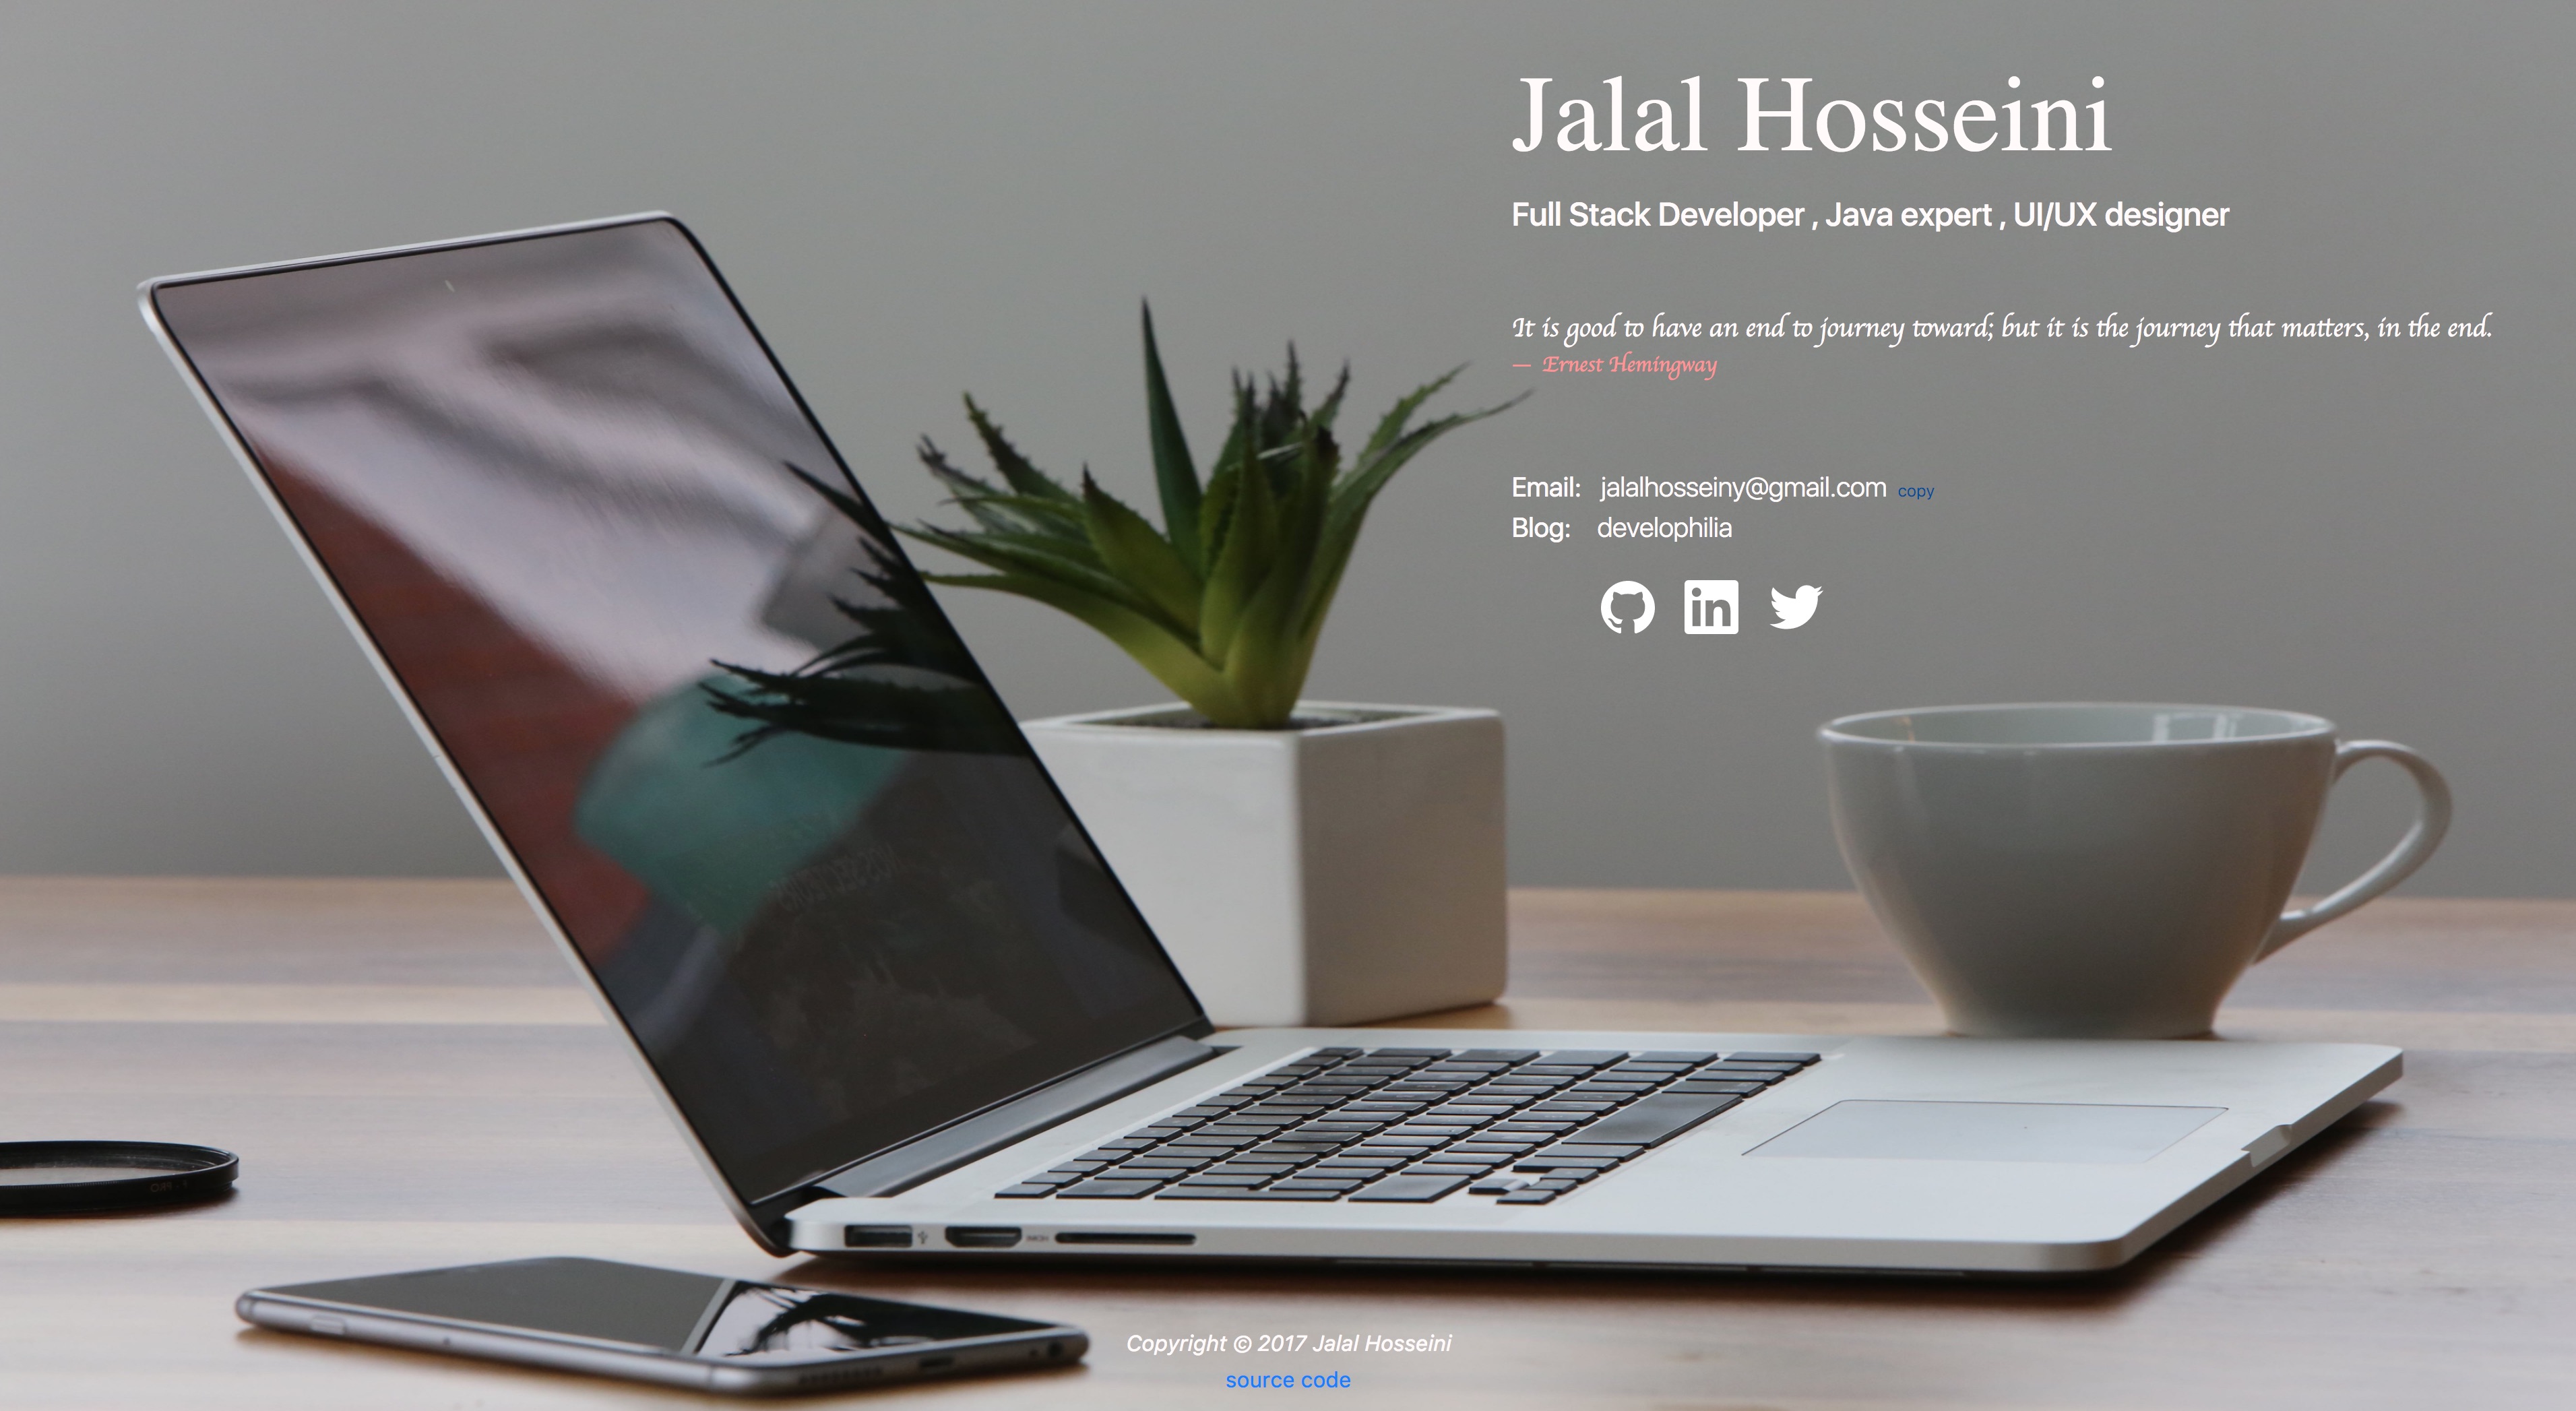 Jalal Hosseini
Full Stack Developer , Java expert , UI/UX designer
It is good to have an end to journey toward; but it is the journey that matters, in the end.
— Ernest Hemingway
Email: jalalhosseiny@gmail.com copy
Blog: develophilia
in
Copyright © 2017 Jalal Hosseini
source code